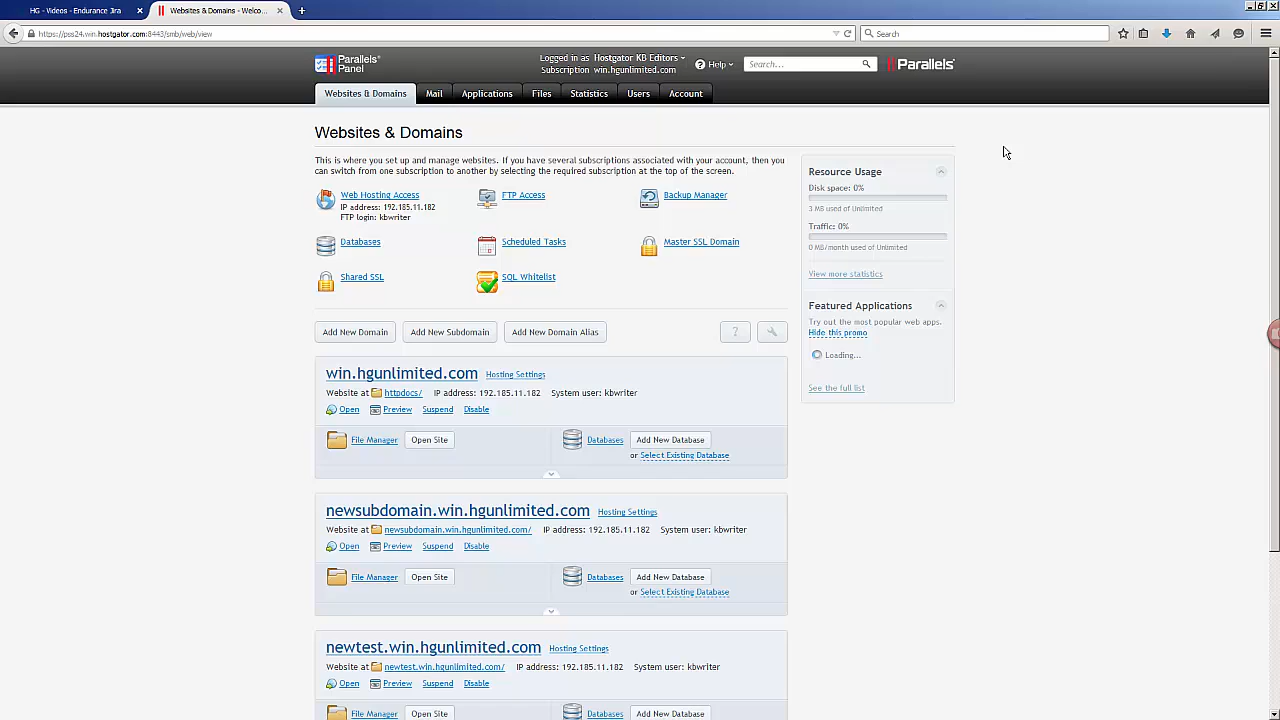 HG - Videos - Endurance Jira
Websites & Domains - Welco...
https://pss24.win.hostgator.com:8443/smb/web/view
Search
Parallels®
Panel
Logged in as Hostgator KB Editors
Subscription win.hgunlimited.com
Help
Search...
Parallels
Websites & Domains
Mail
Applications
Files
Statistics
Users
Account
Websites & Domains
This is where you set up and manage websites. If you have several subscriptions associated with your account, then you
can switch from one subscription to another by selecting the required subscription at the top of the screen.
Web Hosting Access
IP address: 192.185.11.182
FTP login: kbwriter
FTP Access
Backup Manager
Databases
Scheduled Tasks
Master SSL Domain
Shared SSL
SQL Whitelist
Add New Domain
Add New Subdomain
Add New Domain Alias
?
win.hgunlimited.com Hosting Settings
Website at httpdocs/ IP address: 192.185.11.182 System user: kbwriter
Open Preview Suspend Disable
File Manager Open Site Databases Add New Database
or Select Existing Database
newsubdomain.win.hgunlimited.com Hosting Settings
Website at newsubdomain.win.hgunlimited.com/ IP address: 192.185.11.182 System user: kbwriter
Open Preview Suspend Disable
File Manager Open Site Databases Add New Database
or Select Existing Database
newtest.win.hgunlimited.com Hosting Settings
Website at newtest.win.hgunlimited.com/ IP address: 192.185.11.182 System user: kbwriter
Open Preview Suspend Disable
File Manager Open Site Databases Add New Database
Resource Usage
Disk space: 0%
3 MB used of Unlimited
Traffic: 0%
0 MB/month used of Unlimited
View more statistics
Featured Applications
Try out the most popular web apps.
Hide this promo
Loading...
See the full list